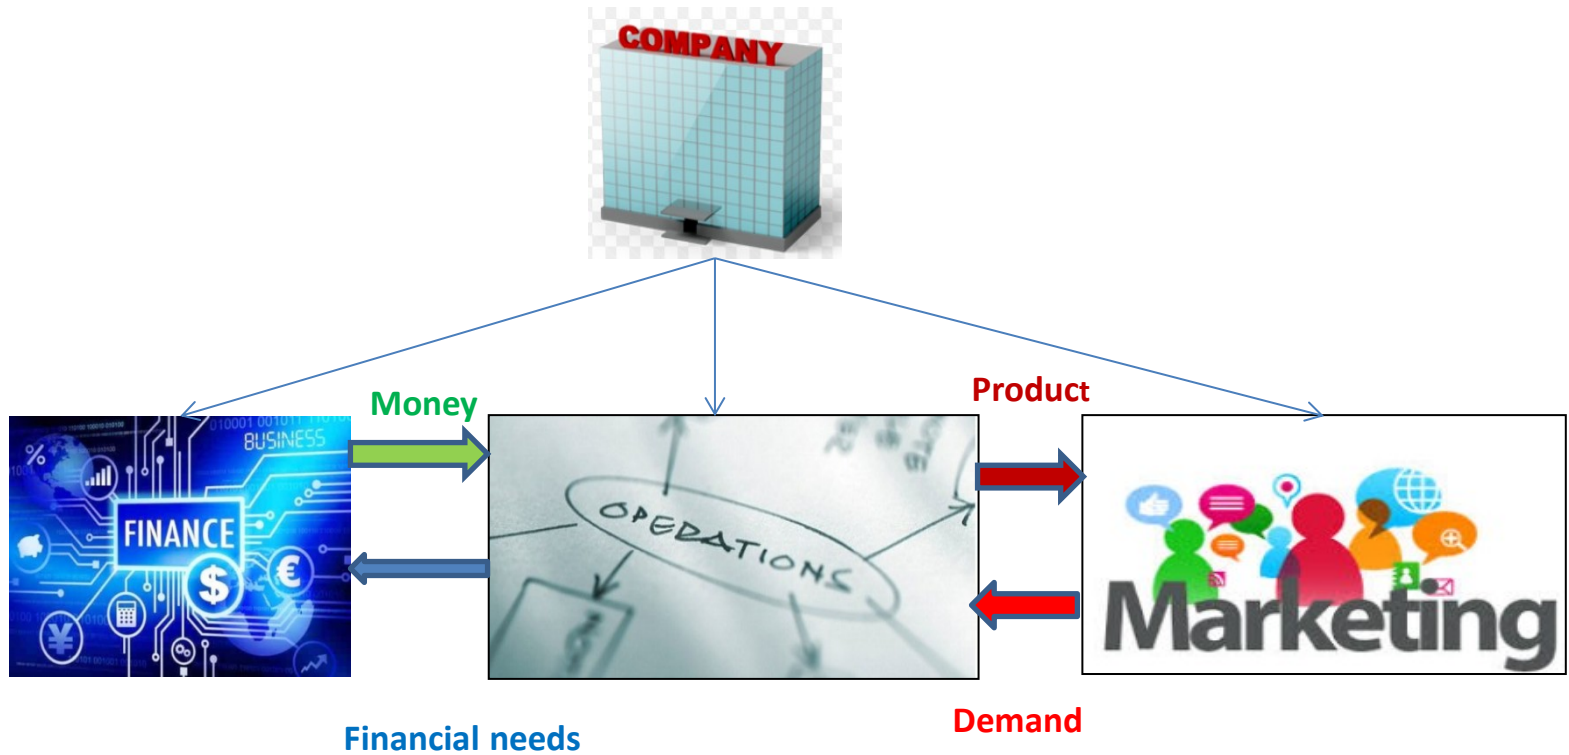 COMPANY
Money
Product
BUSINESS
FINANCE
$
€
¥
%
OPERATIONS
Marketing
Demand
Financial needs